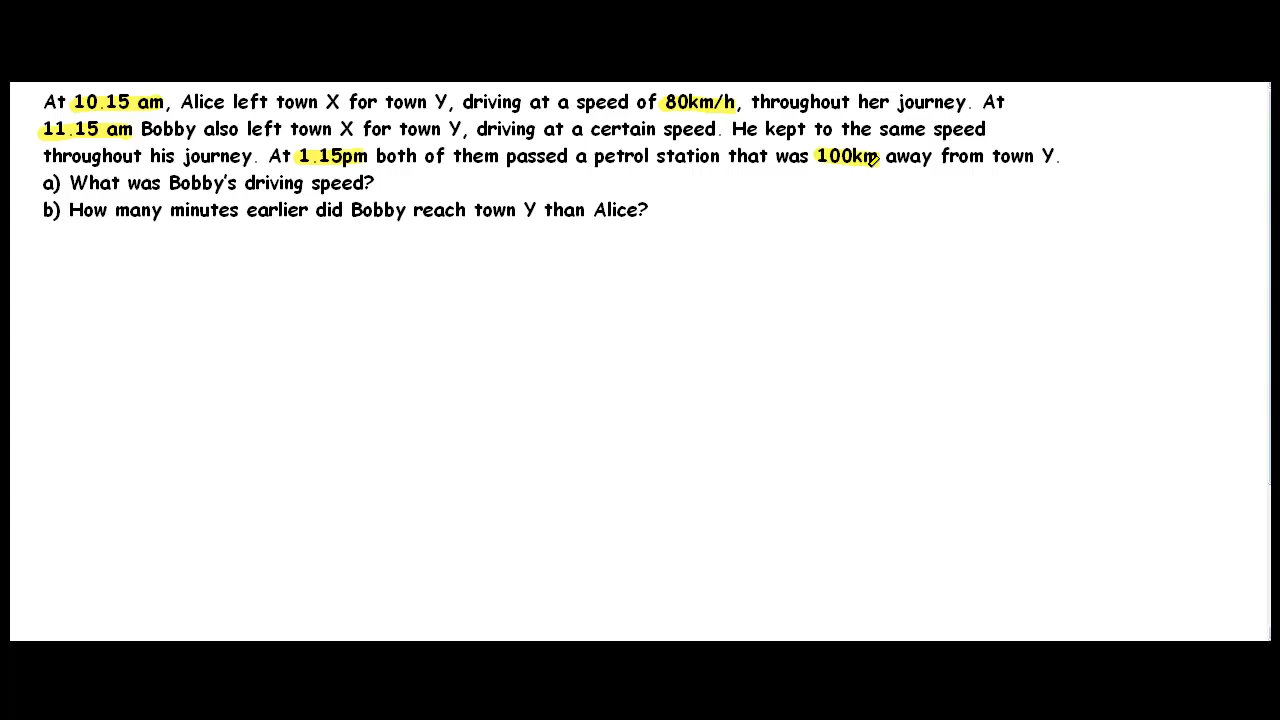 At 10.15 am, Alice left town X for town Y, driving at a speed of 80km/h, throughout her journey. At
11.15 am Bobby also left town X for town Y, driving at a certain speed. He kept to the same speed
throughout his journey. At 1.15pm both of them passed a petrol station that was 100km away from town Y.
a) What was Bobby's driving speed?
b) How many minutes earlier did Bobby reach town Y than Alice?